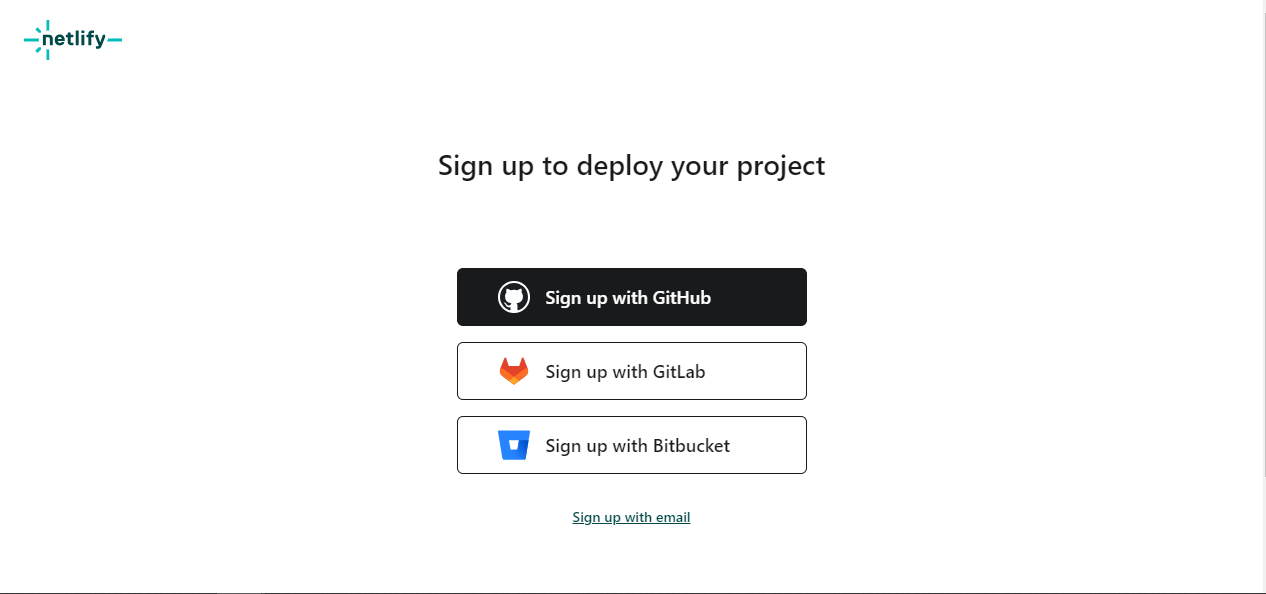 netlify
Sign up to deploy your project
Sign up with GitHub
Sign up with GitLab
Sign up with Bitbucket
Sign up with email